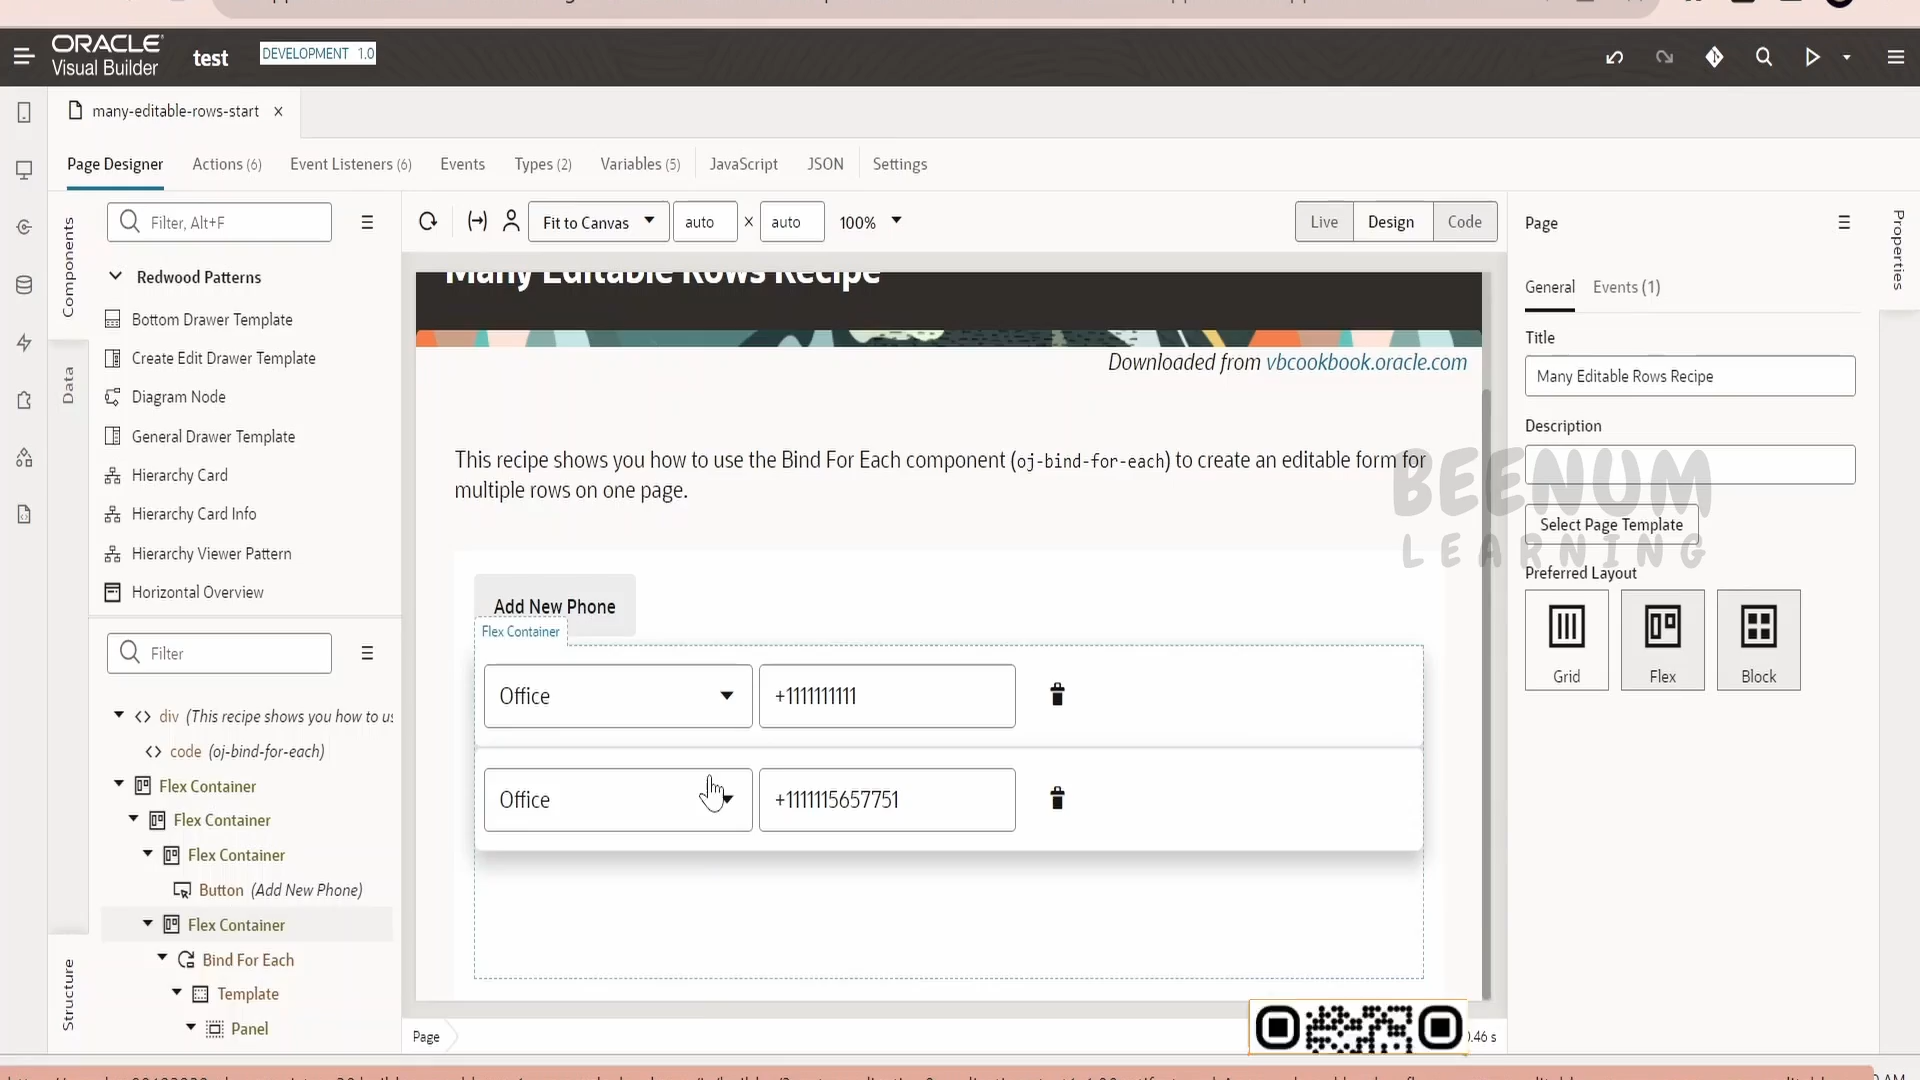 ORACLE
Visual Builder
test
DEVELOPMENT 1.0
many-editable-rows-start
Page Designer
Actions (6)
Event Listeners (6)
Events
Types (2)
Variables (5)
JavaScript
JSON
Settings
Components
Data
Structure
Filter, Alt+F
Redwood Patterns
Bottom Drawer Template
Create Edit Drawer Template
Diagram Node
General Drawer Template
Hierarchy Card
Hierarchy Card Info
Hierarchy Viewer Pattern
Horizontal Overview
Filter
<> div (This recipe shows you how to us
<> code (oj-bind-for-each)
Flex Container
Flex Container
Flex Container
Button (Add New Phone)
Flex Container
Bind For Each
Template
Panel
Fit to Canvas
auto
×
auto
100%
Live
Design
Code
Many Editable Rows Recipe
Downloaded from vbcookbook.oracle.com
This recipe shows you how to use the Bind For Each component (oj-bind-for-each) to create an editable form for
multiple rows on one page.
Add New Phone
Flex Container
Office
+1111111111
Office
+1111115657751
Page
0.46 s
Page
General
Events (1)
Title
Many Editable Rows Recipe
Description
Select Page Template
Preferred Layout
Grid
Flex
Block
Properties
BEENUM
LEARNING